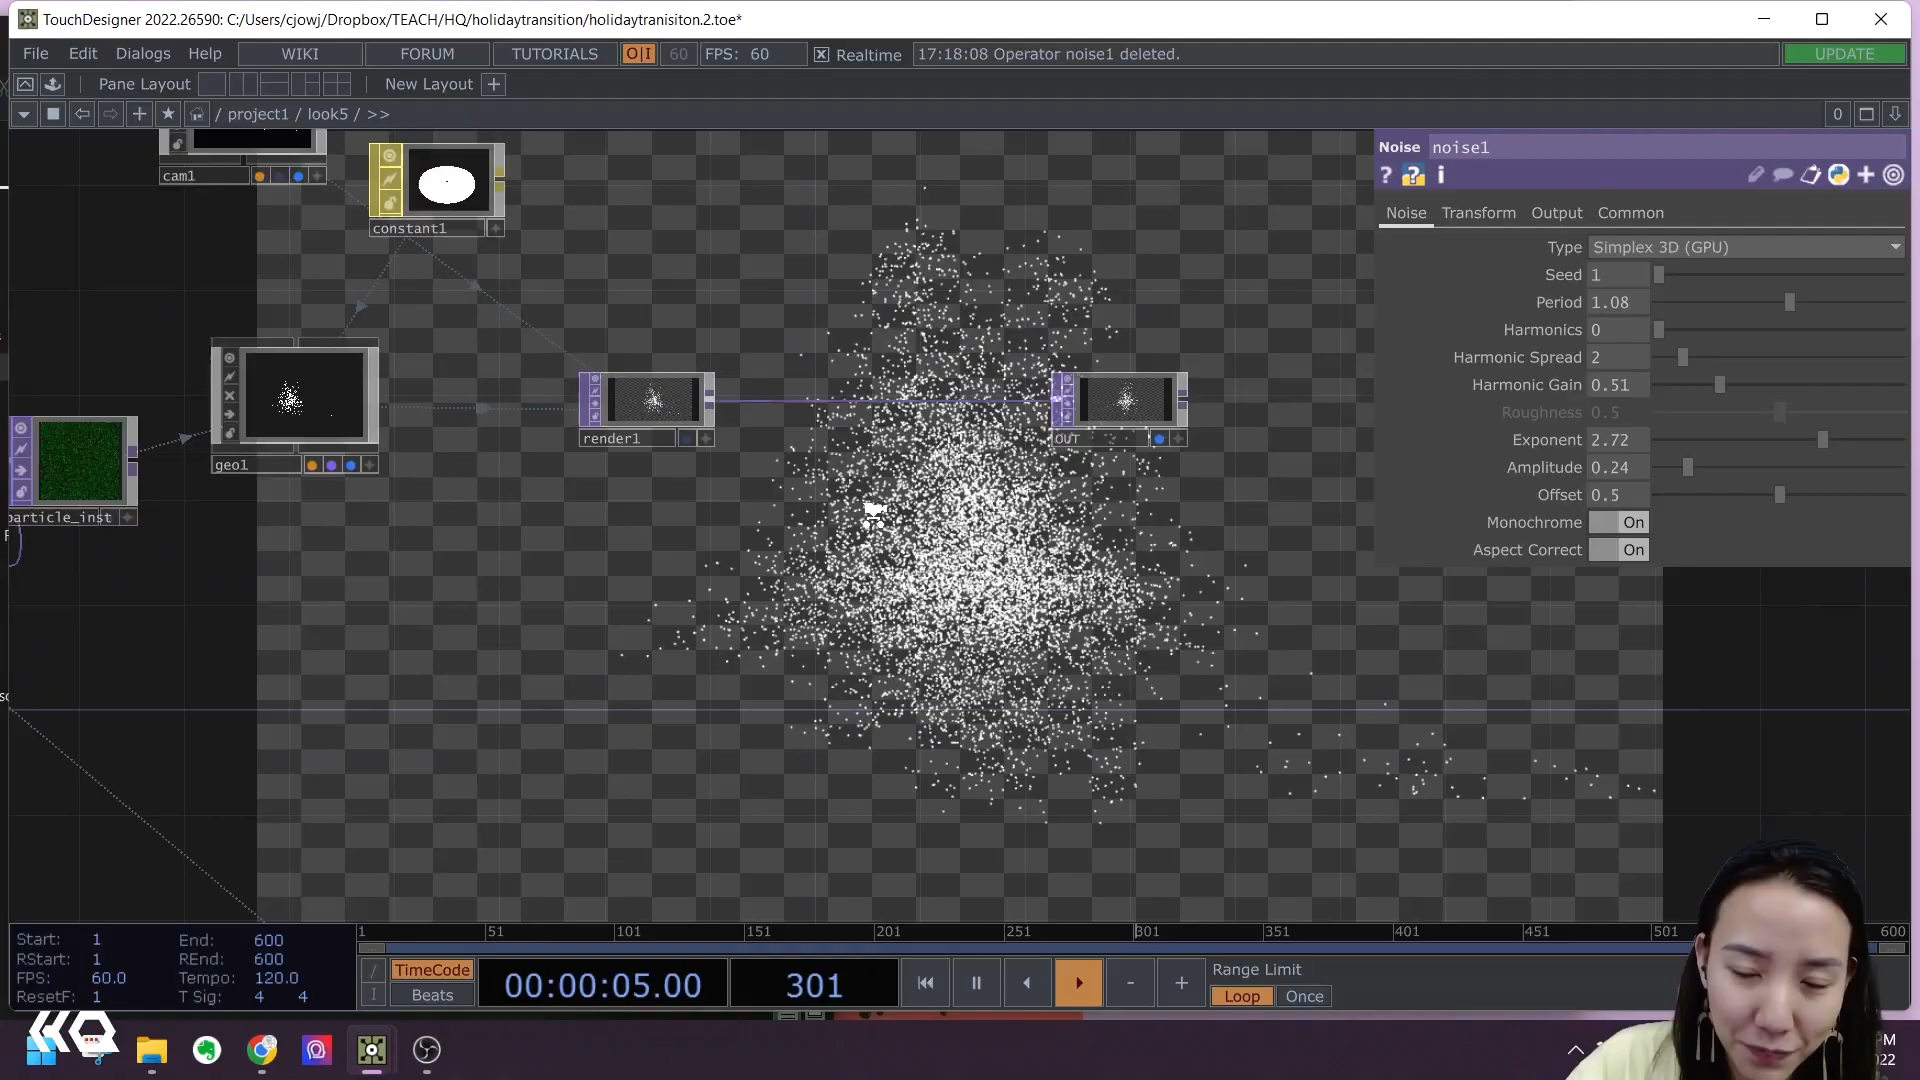 TouchDesigner 2022.26590: C:/Users/cjowj/Dropbox/TEACH/HQ/holidaytransition/holidaytranisiton.2.toe*
File Edit Dialogs Help WIKI FORUM TUTORIALS O|I 60 FPS: 60 Realtime 17:18:08 Operator noise1 deleted. UPDATE
Pane Layout New Layout +
/ project1 / look5 / >> 0
cam1
constant1
geo1
particle_inst
render1
OUT
Noise noise1
? i
Noise Transform Output Common
Type Simplex 3D (GPU)
Seed 1
Period 1.08
Harmonics 0
Harmonic Spread 2
Harmonic Gain 0.51
Roughness 0.5
Exponent 2.72
Amplitude 0.24
Offset 0.5
Monochrome On
Aspect Correct On
1 51 101 151 201 251 301 351 401 451 501 600
Start: 1 End: 600
RStart: 1 REnd: 600
FPS: 60.0 Tempo: 120.0
ResetF: 1 T Sig: 4 4
TimeCode
Beats
00:00:05.00 301
- +
Range Limit
Loop Once
HQ